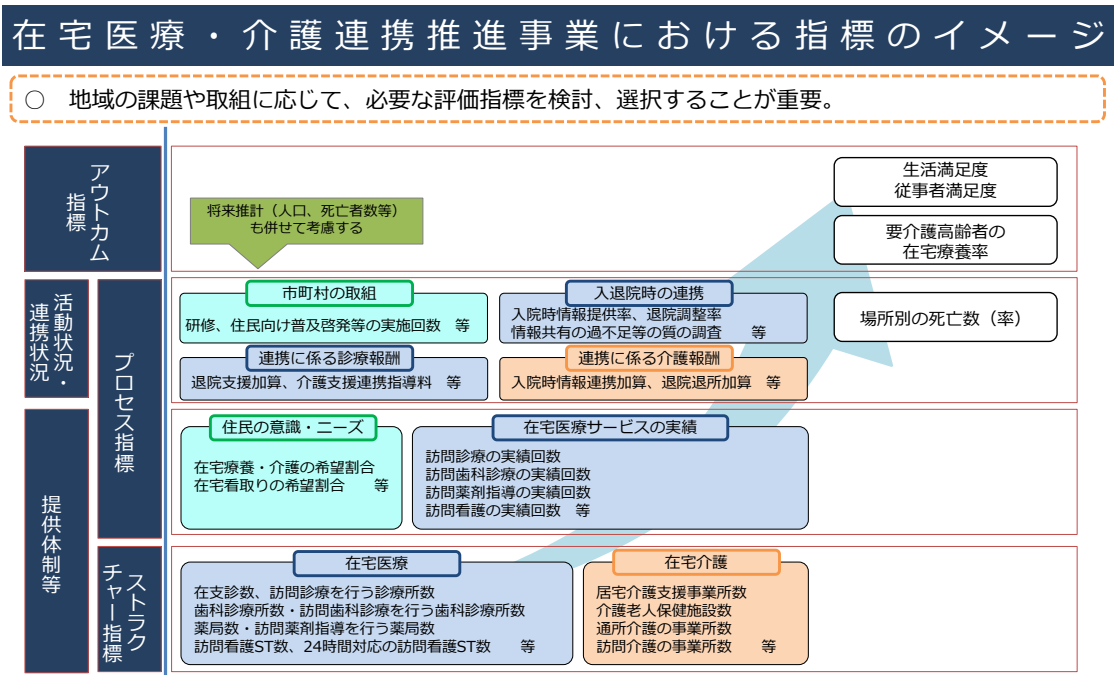 在宅医療・介護連携推進事業における指標のイメージ
○　地域の課題や取組に応じて、必要な評価指標を検討、選択することが重要。
アウトカム
指標
将来推計（人口、死亡者数等）
も併せて考慮する
生活満足度
従事者満足度
要介護高齢者の
在宅療養率
活動状況・
連携状況
プロセス指標
市町村の取組
研修、住民向け普及啓発等の実施回数　等
入退院時の連携
入院時情報提供率、退院調整率
情報共有の過不足等の質の調査　　等
場所別の死亡数（率）
連携に係る診療報酬
退院支援加算、介護支援連携指導料　等
連携に係る介護報酬
入院時情報連携加算、退院退所加算　等
提供体制等
住民の意識・ニーズ
在宅療養・介護の希望割合
在宅看取りの希望割合　　等
在宅医療サービスの実績
訪問診療の実績回数
訪問歯科診療の実績回数
訪問薬剤指導の実績回数
訪問看護の実績回数　等
ストラク
チャー指標
在宅医療
在支診数、訪問診療を行う診療所数
歯科診療所数・訪問歯科診療を行う歯科診療所数
薬局数・訪問薬剤指導を行う薬局数
訪問看護ST数、24時間対応の訪問看護ST数　　等
在宅介護
居宅介護支援事業所数
介護老人保健施設数
通所介護の事業所数
訪問介護の事業所数　　等